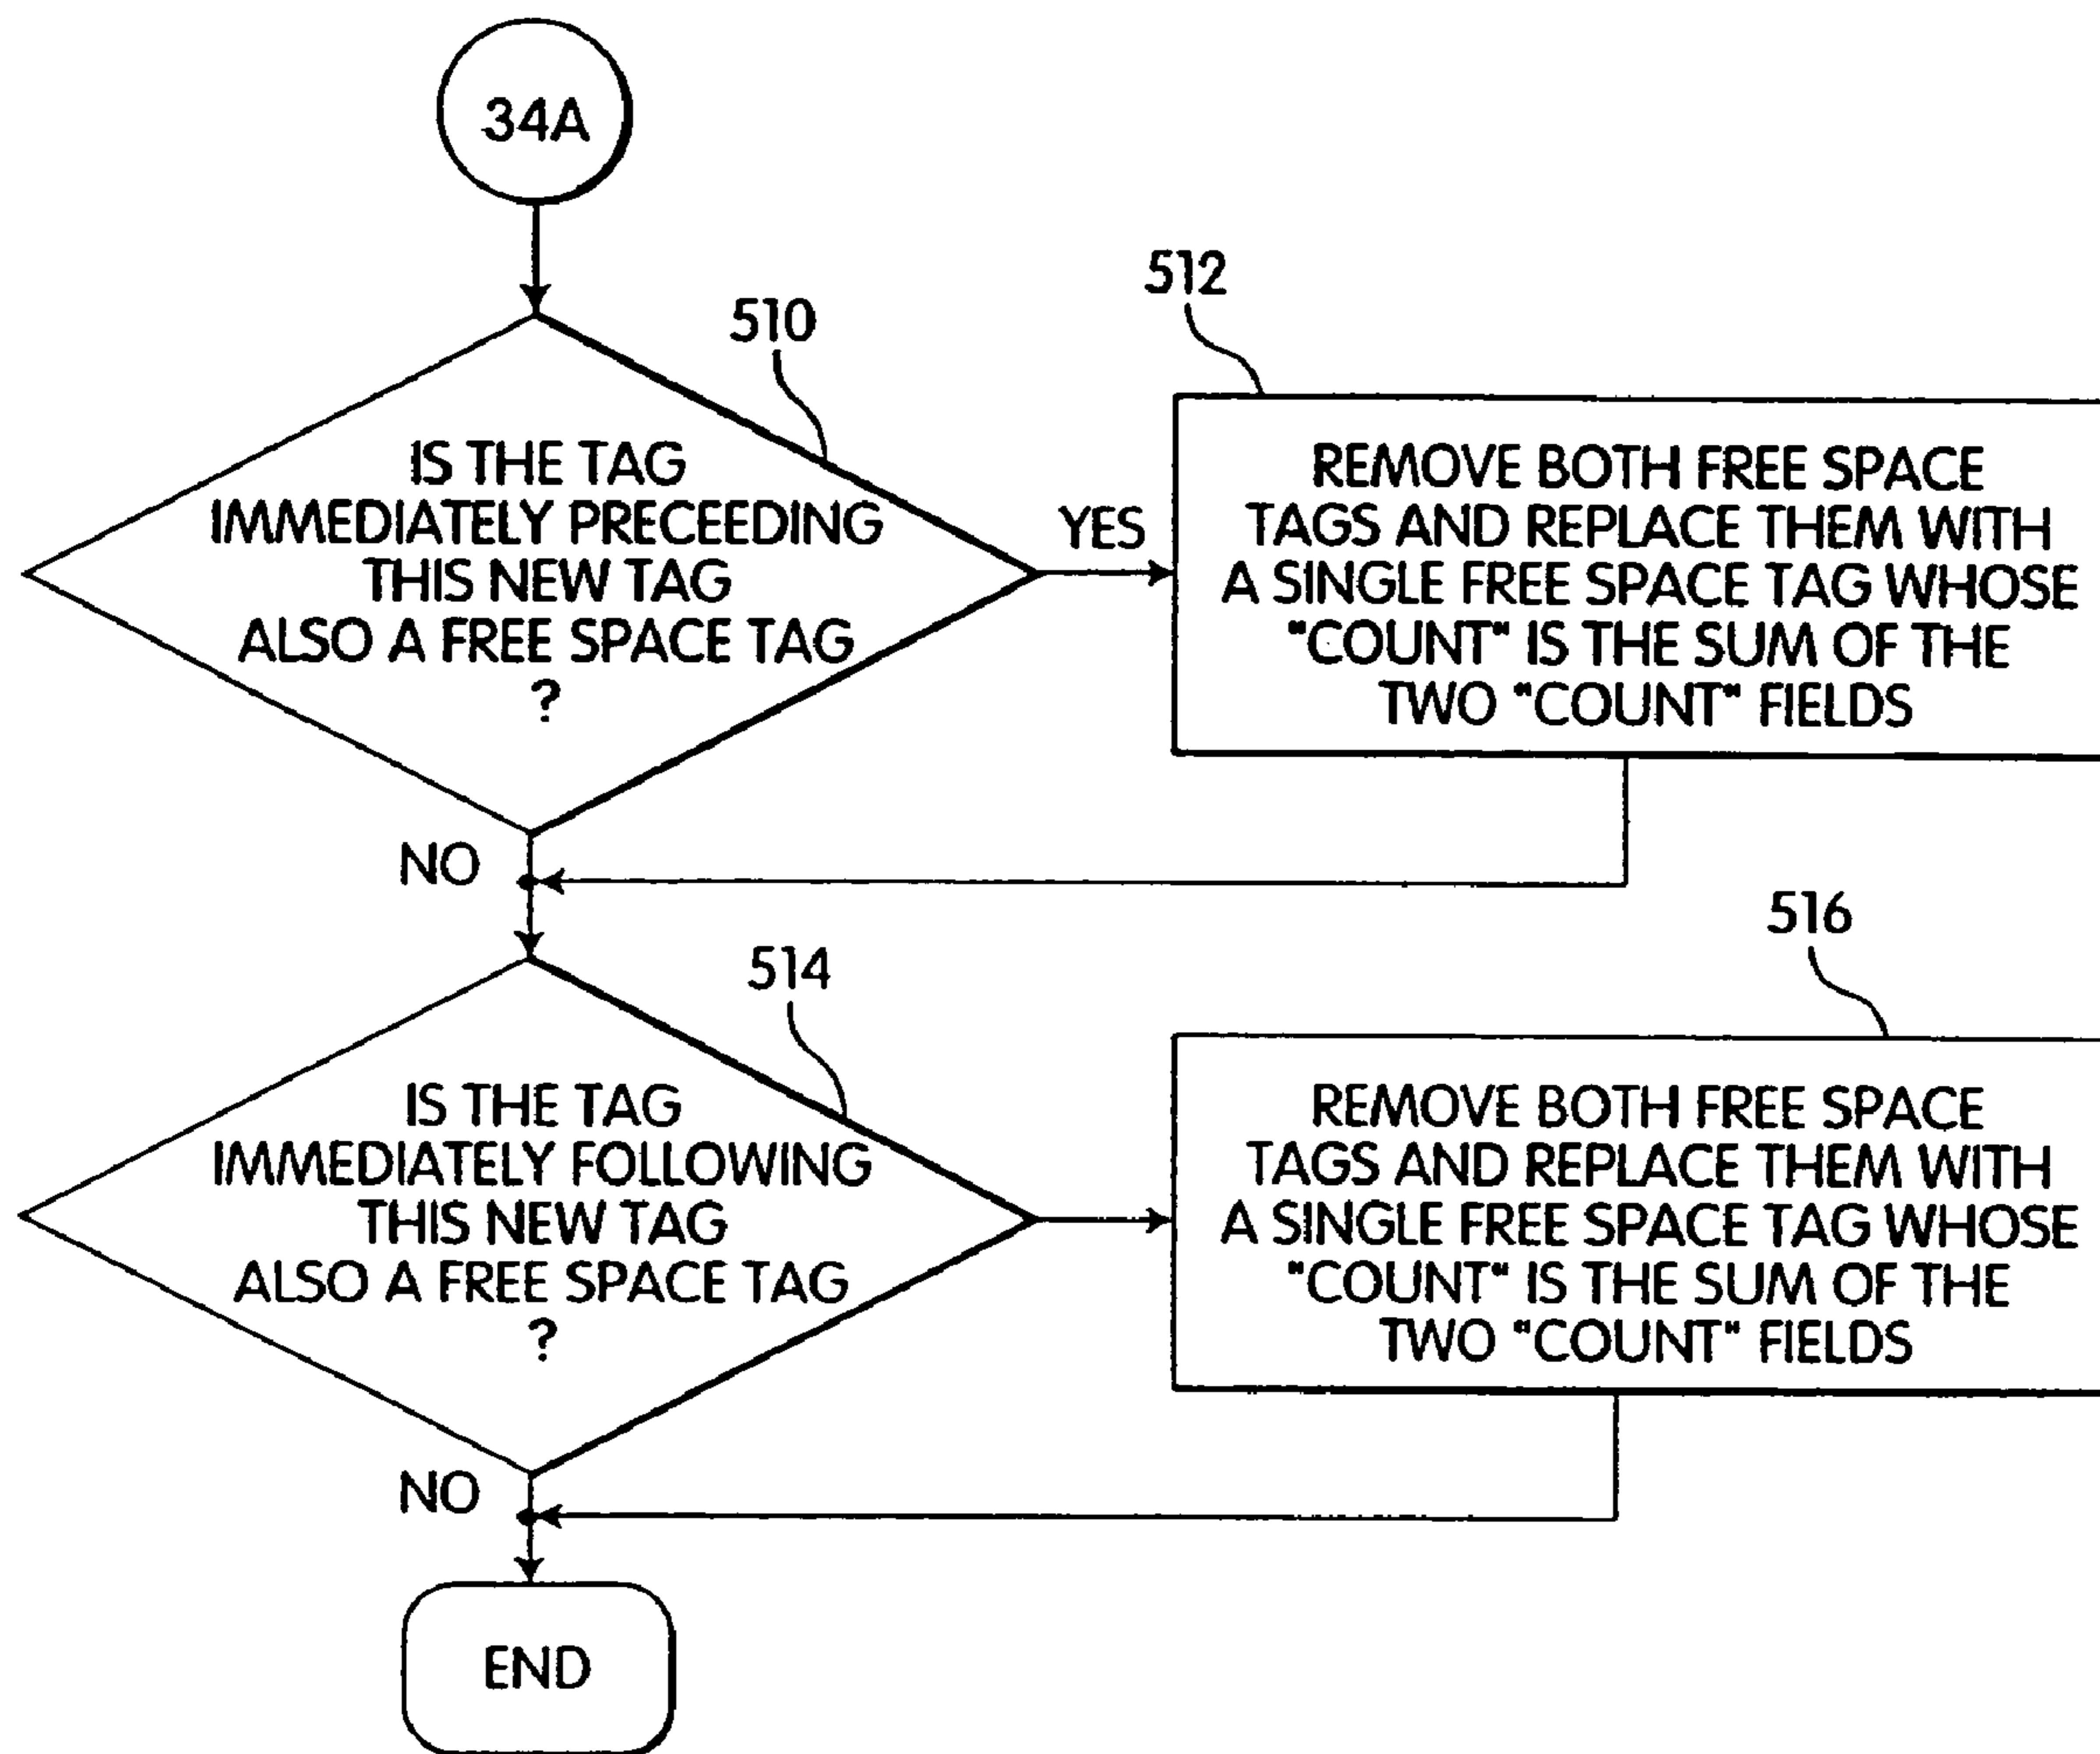 34A
510
IS THE TAG
IMMEDIATELY PRECEEDING
THIS NEW TAG
ALSO A FREE SPACE TAG
?
YES
512
REMOVE BOTH FREE SPACE
TAGS AND REPLACE THEM WITH
A SINGLE FREE SPACE TAG WHOSE
"COUNT" IS THE SUM OF THE
TWO "COUNT" FIELDS
NO
514
IS THE TAG
IMMEDIATELY FOLLOWING
THIS NEW TAG
ALSO A FREE SPACE TAG
?
516
REMOVE BOTH FREE SPACE
TAGS AND REPLACE THEM WITH
A SINGLE FREE SPACE TAG WHOSE
"COUNT" IS THE SUM OF THE
TWO "COUNT" FIELDS
NO
END